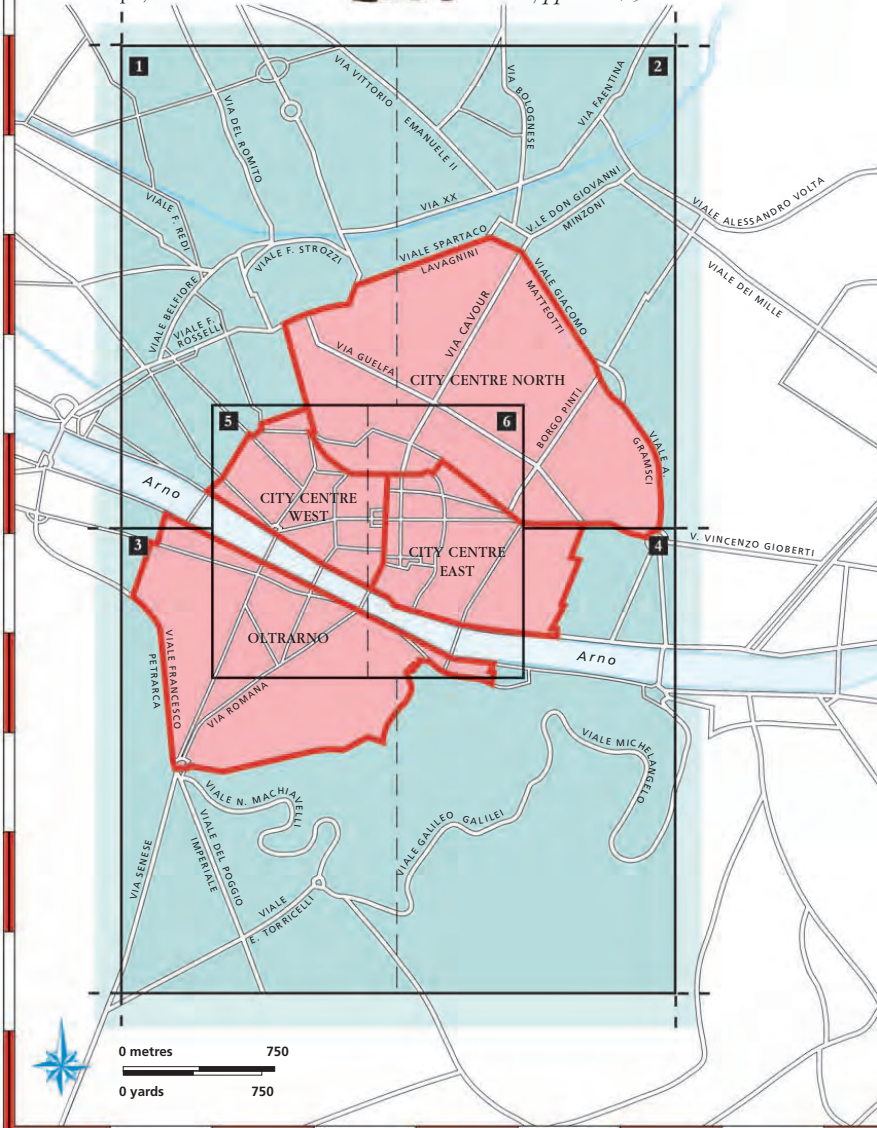 1
2
VIA VITTORIO
EMANUELE II
VIA BOLOGNESE
VIA FAENTINA
VIA DEL ROMITO
VIALE F. REDI
VIA XX
V.LE DON GIOVANNI
MINZONI
VIALE ALESSANDRO VOLTA
VIALE SPARTACO
LAVAGNINI
VIALE F. STROZZI
VIALE GIACOMO
MATTEOTTI
VIALE DEI MILLE
VIALE BELFIORE
VIALE F.
ROSSELLI
VIA CAVOUR
VIA GUELFA
CITY CENTRE NORTH
BORGO PINTI
5
6
VIALE A.
GRAMSCI
Arno
CITY CENTRE
WEST
3
CITY CENTRE
EAST
4
V. VINCENZO GIOBERTI
OLTRARNO
Arno
VIALE FRANCESCO
PETRARCA
VIA ROMANA
VIALE MICHELANGELO
VIALE N. MACHIAVELLI
VIALE GALILEO GALILEI
VIA SENESE
VIALE DEL POGGIO
IMPERIALE
VIALE
E. TORRICELLI
0 metres 750
0 yards 750